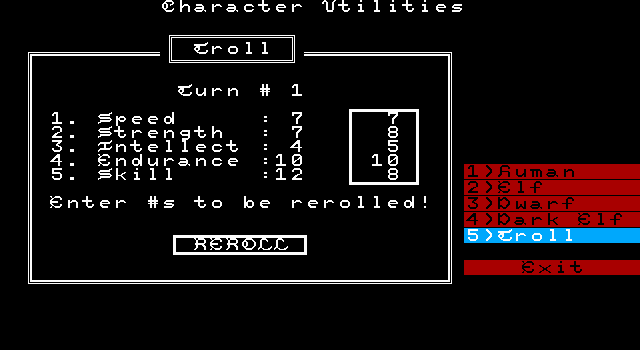 Character Utilities
Troll
Turn # 1
1. Speed : 7 7
2. Strength : 7 8
3. Intellect : 4 5
4. Endurance :10 10
5. Skill :12 8
Enter #s to be rerolled!
REROLL
1)Human
2)Elf
3)Dwarf
4)Dark Elf
5)Troll
Exit